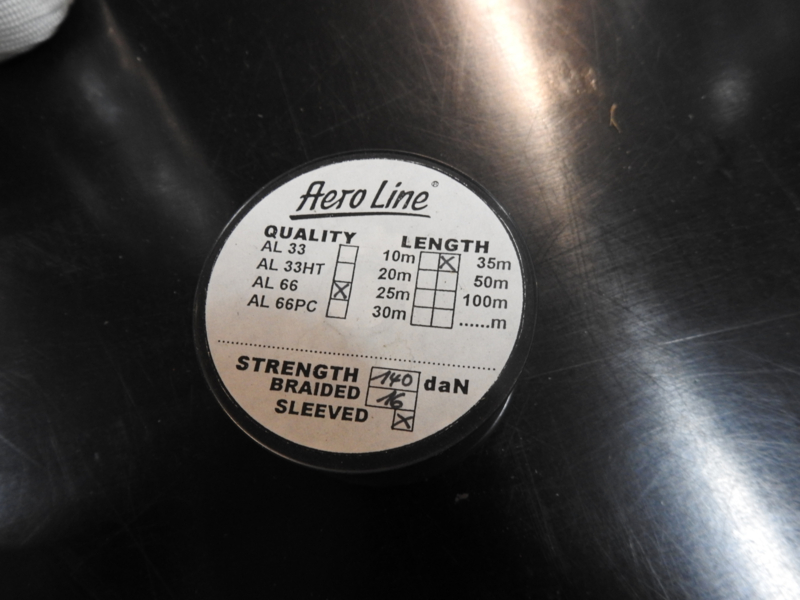 Aero Line®
QUALITY
AL 33
AL 33HT
AL 66
AL 66PC
LENGTH
10m 35m
20m 50m
25m 100m
30m ......m
STRENGTH 140 daN
BRAIDED 16
SLEEVED